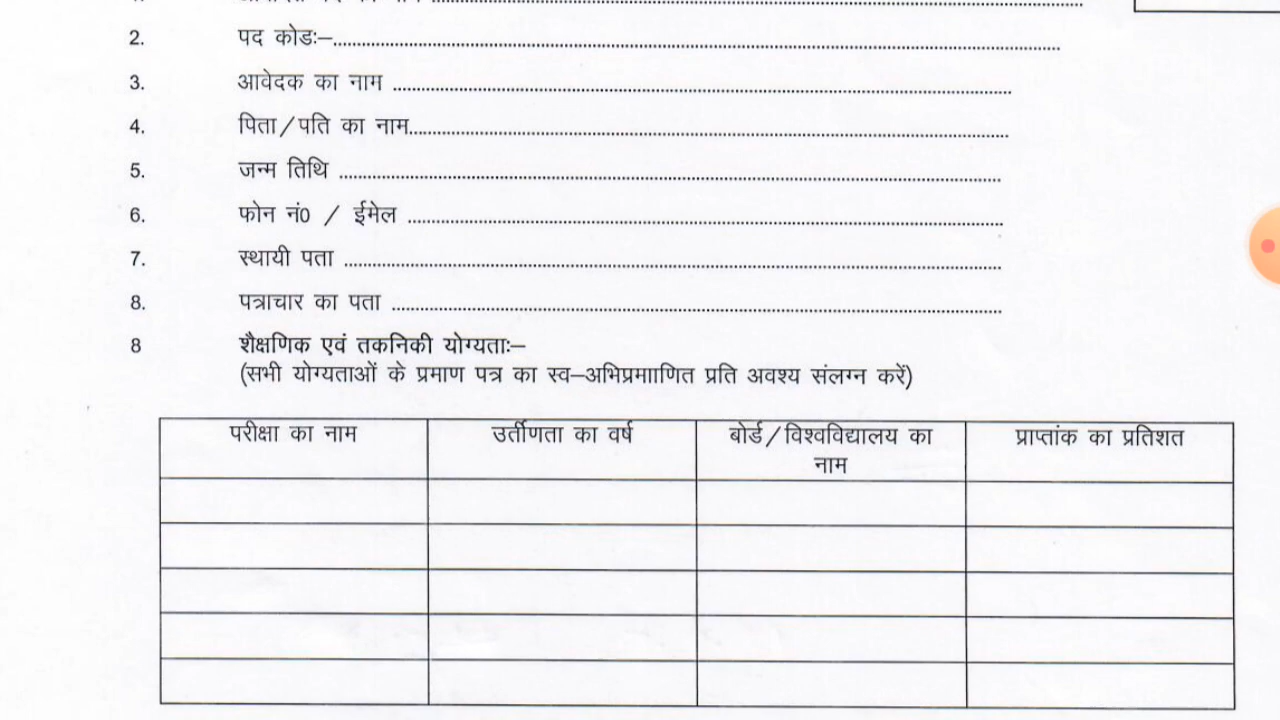 2. पद कोडः–
3. आवेदक का नाम
4. पिता/पति का नाम
5. जन्म तिथि
6. फोन नं0 / ईमेल
7. स्थायी पता
8. पत्राचार का पता
8 शैक्षणिक एवं तकनिकी योग्यताः–
(सभी योग्यताओं के प्रमाण पत्र का स्व–अभिप्रमााणित प्रति अवश्य संलग्न करें)
परीक्षा का नाम उर्तीणता का वर्ष बोर्ड/विश्वविद्यालय का प्राप्तांक का प्रतिशत
नाम